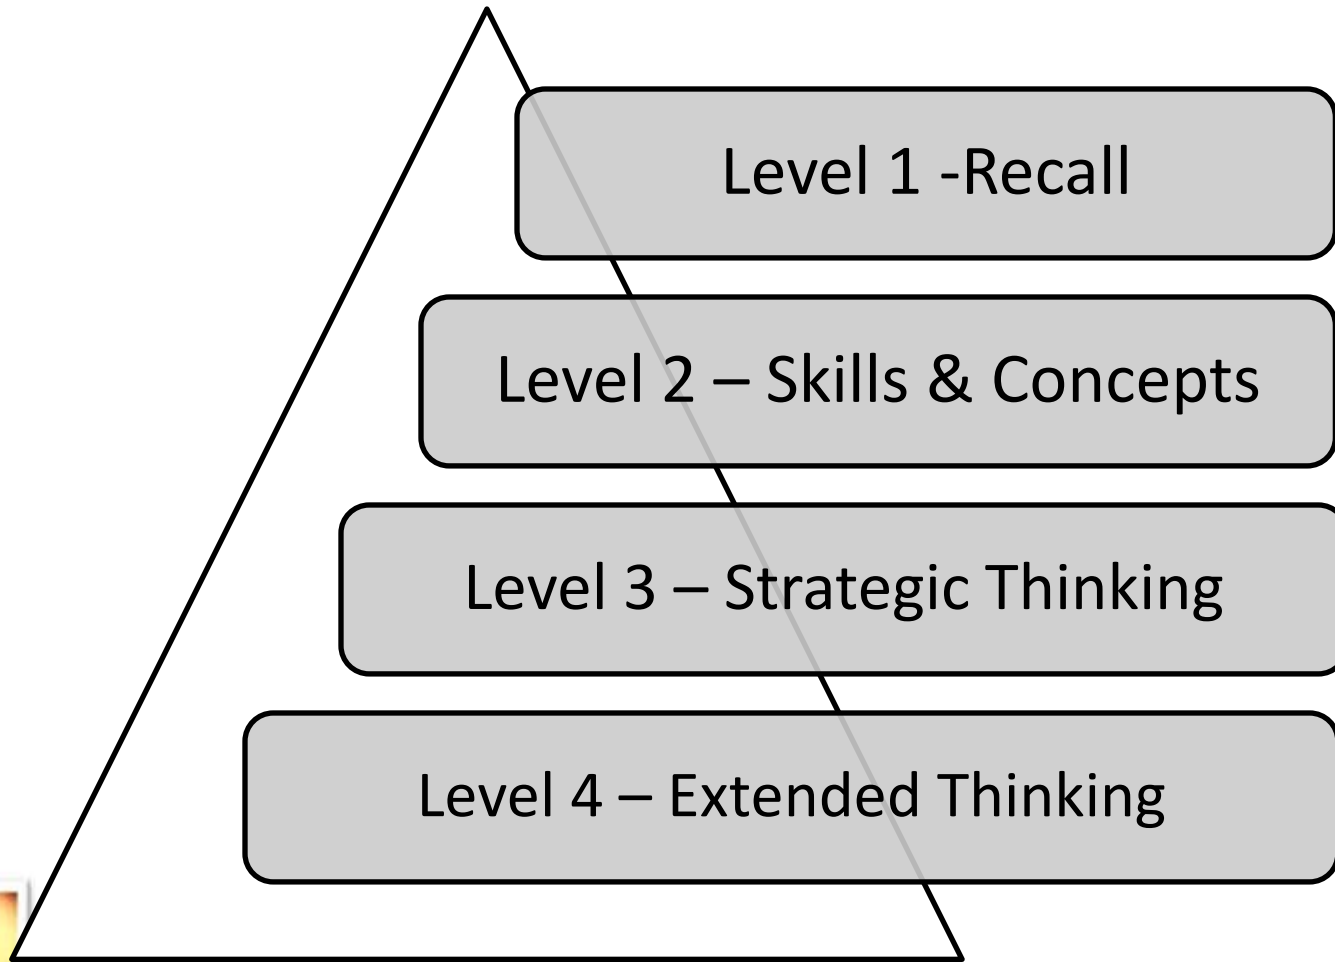 Level 1 -Recall
Level 2 – Skills & Concepts
Level 3 – Strategic Thinking
Level 4 – Extended Thinking